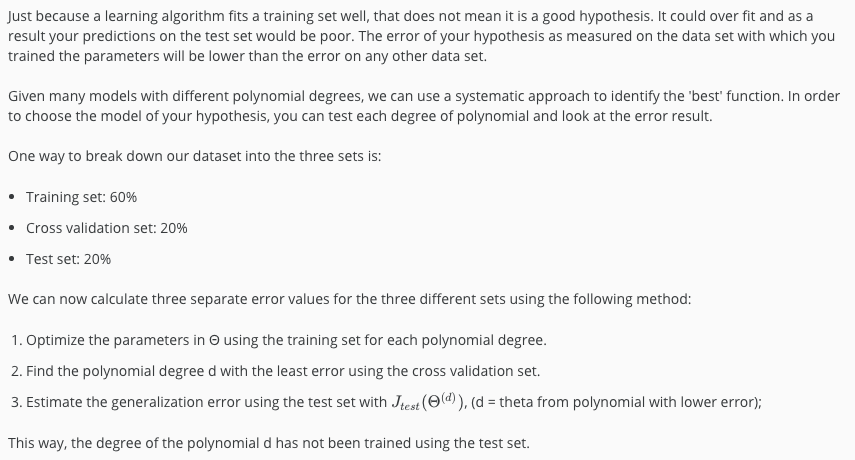 Just because a learning algorithm fits a training set well, that does not mean it is a good hypothesis. It could over fit and as a
result your predictions on the test set would be poor. The error of your hypothesis as measured on the data set with which you
trained the parameters will be lower than the error on any other data set.
Given many models with different polynomial degrees, we can use a systematic approach to identify the 'best' function. In order
to choose the model of your hypothesis, you can test each degree of polynomial and look at the error result.
One way to break down our dataset into the three sets is:
• Training set: 60%
• Cross validation set: 20%
• Test set: 20%
We can now calculate three separate error values for the three different sets using the following method:
1. Optimize the parameters in Θ using the training set for each polynomial degree.
2. Find the polynomial degree d with the least error using the cross validation set.
3. Estimate the generalization error using the test set with J_test(Θ^(d)), (d = theta from polynomial with lower error);
This way, the degree of the polynomial d has not been trained using the test set.